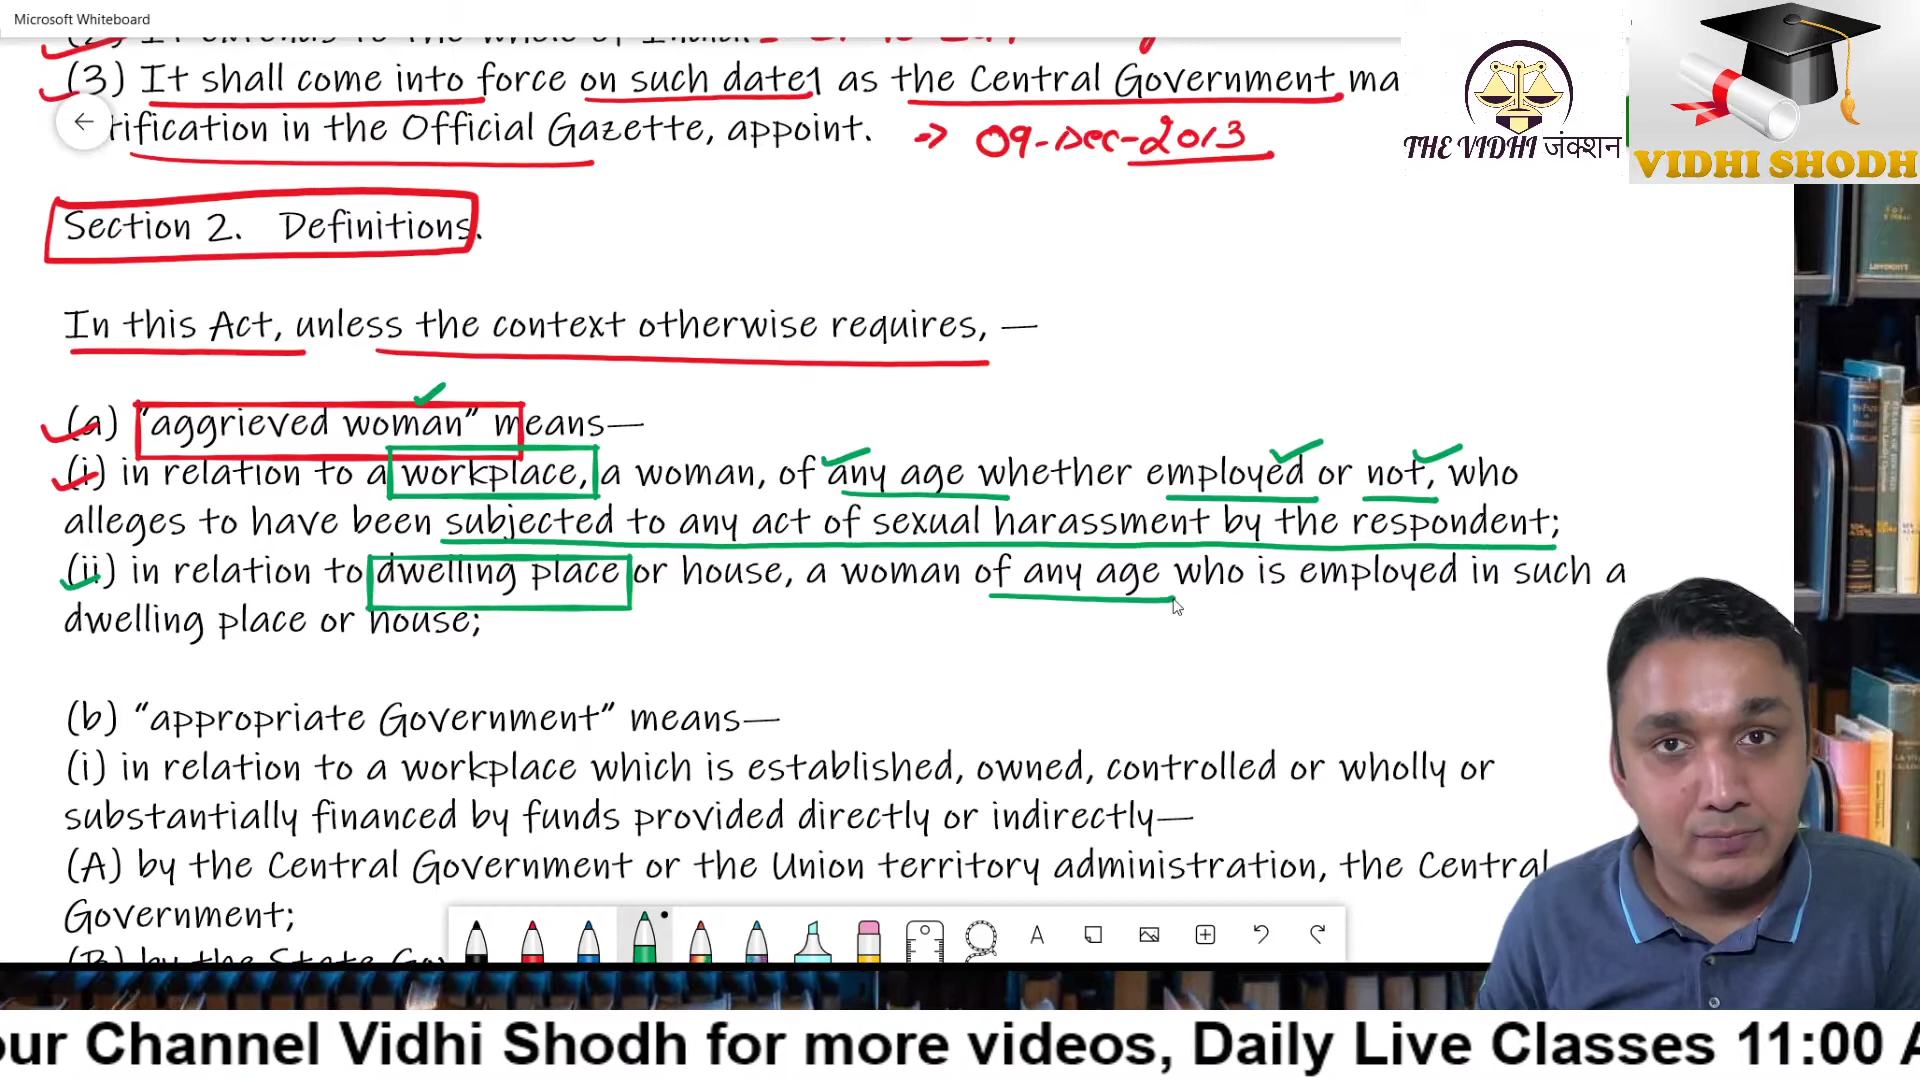 Microsoft Whiteboard
(3) It shall come into force on such date1 as the Central Government
ification in the Official Gazette, appoint. → 09-Dec-2013
THE VIDHI जंक्शन
VIDHI SHODH
Section 2. Definitions.
In this Act, unless the context otherwise requires, —
(a) "aggrieved woman" means—
(i) in relation to a workplace, a woman, of any age whether employed or not, who
alleges to have been subjected to any act of sexual harassment by the respondent;
(ii) in relation to dwelling place or house, a woman of any age who is employed in such a
dwelling place or house;
(b) "appropriate Government" means—
(i) in relation to a workplace which is established, owned, controlled or wholly or
substantially financed by funds provided directly or indirectly—
(A) by the Central Government or the Union territory administration, the Central
Government;
(B) by the State
our Channel Vidhi Shodh for more videos, Daily Live Classes 11:00 A